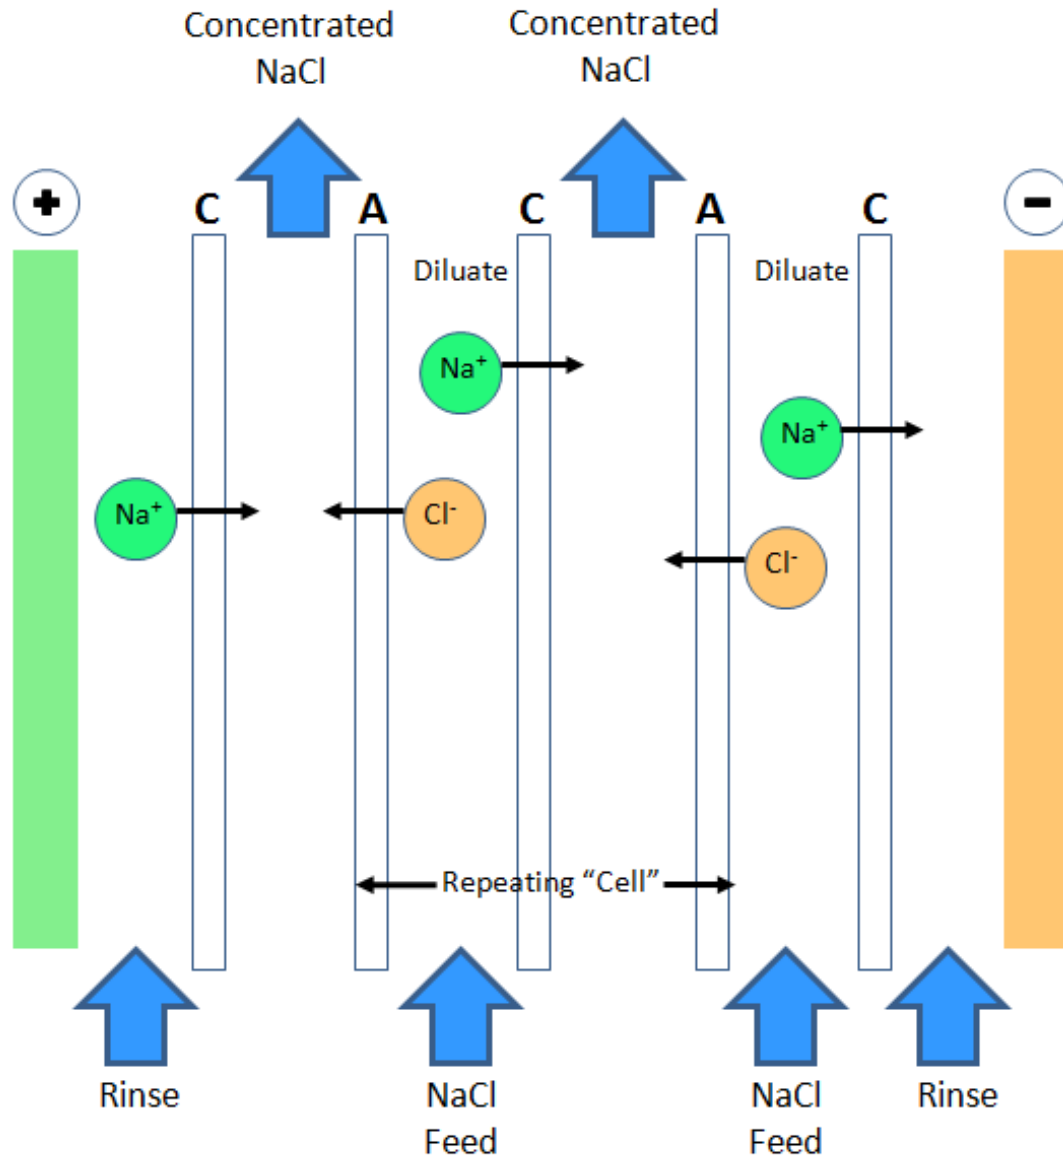 Concentrated
NaCl
Concentrated
NaCl
+
−
C
A
C
A
C
Diluate
Diluate
Na⁺
Na⁺
Na⁺
Cl⁻
Cl⁻
Repeating “Cell”
Rinse
NaCl
Feed
NaCl
Feed
Rinse